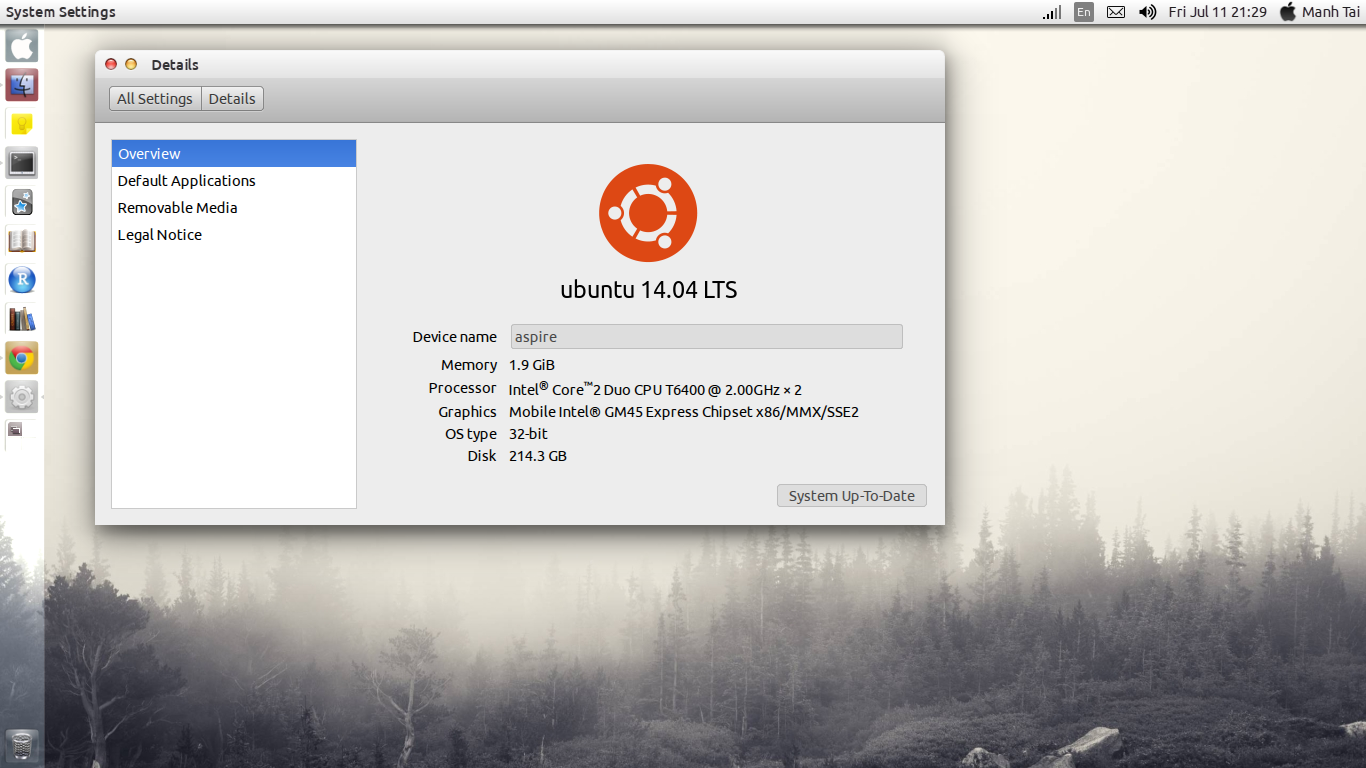 System Settings
En
Fri Jul 11 21:29
Manh Tai
Details
All Settings
Details
Overview
Default Applications
Removable Media
Legal Notice
ubuntu 14.04 LTS
Device name aspire
Memory 1.9 GiB
Processor Intel® Core™2 Duo CPU T6400 @ 2.00GHz × 2
Graphics Mobile Intel® GM45 Express Chipset x86/MMX/SSE2
OS type 32-bit
Disk 214.3 GB
System Up-To-Date
R